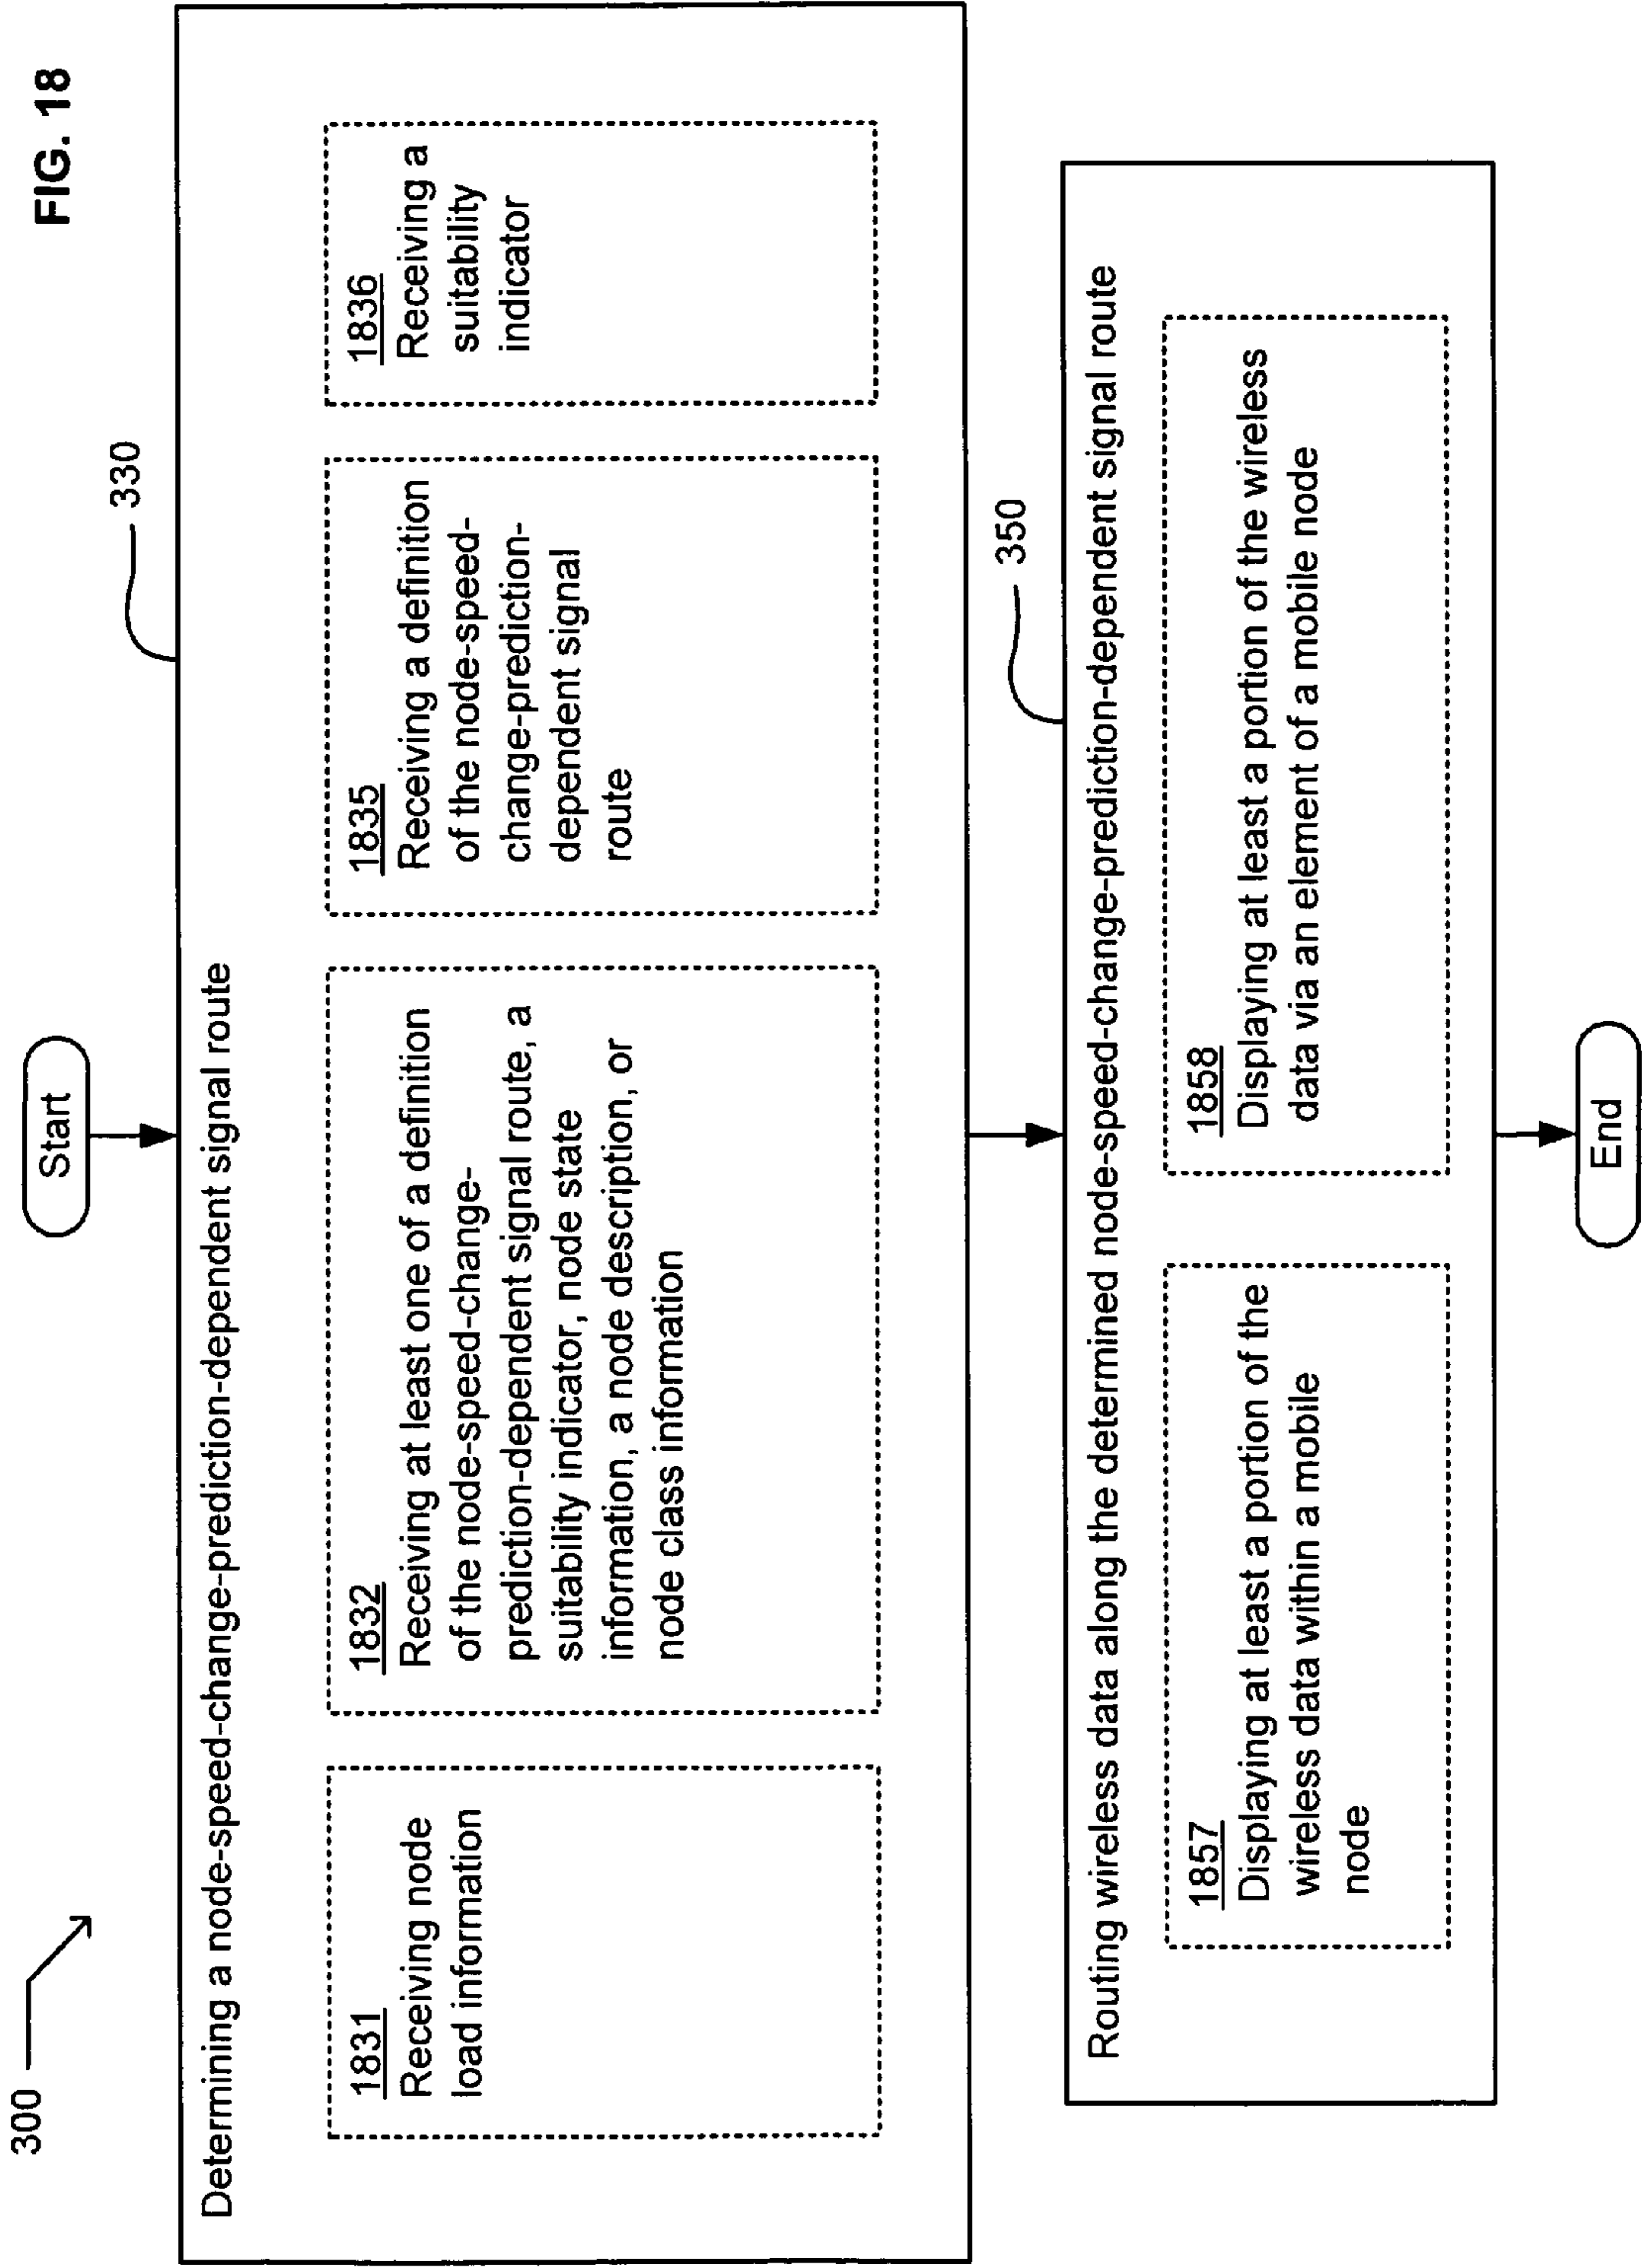 FIG. 18
300
Start
330
Determining a node-speed-change-prediction-dependent signal route
1831
Receiving node
load information
1832
Receiving at least one of a definition
of the node-speed-change-
prediction-dependent signal route, a
suitability indicator, node state
information, a node description, or
node class information
1835
Receiving a definition
of the node-speed-
change-prediction-
dependent signal
route
1836
Receiving a
suitability
indicator
350
Routing wireless data along the determined node-speed-change-prediction-dependent signal route
1857
Displaying at least a portion of the
wireless data within a mobile
node
1858
Displaying at least a portion of the wireless
data via an element of a mobile node
End